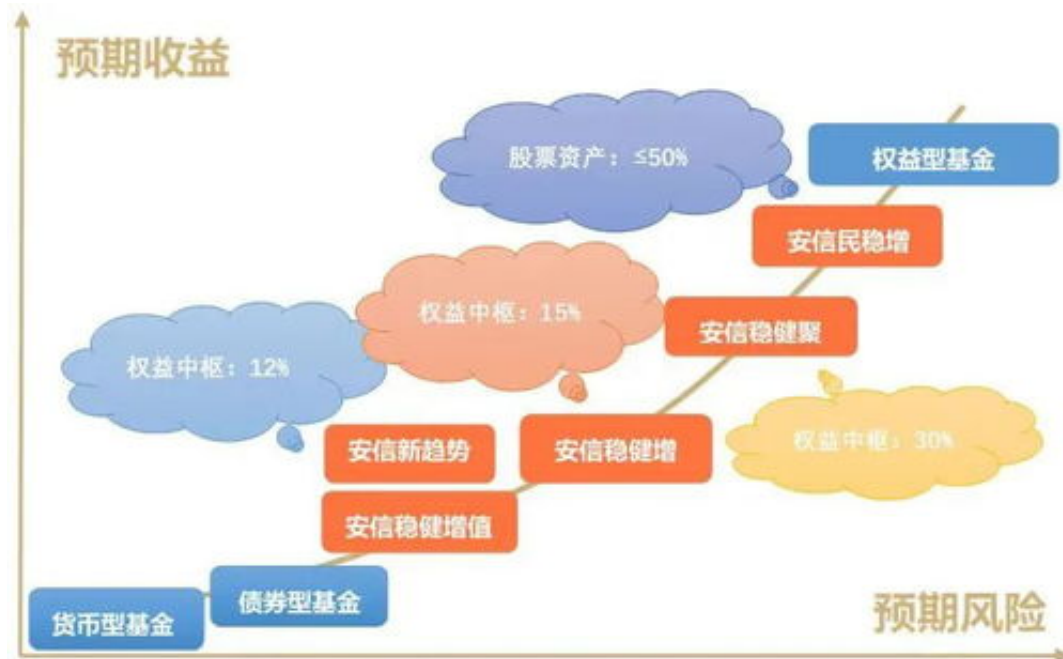 预期收益
股票资产：≤50%
权益型基金
安信民稳增
权益中枢：15%
安信稳健聚
权益中枢：12%
安信新趋势
安信稳健增
权益中枢：30%
安信稳健增值
债券型基金
货币型基金
预期风险